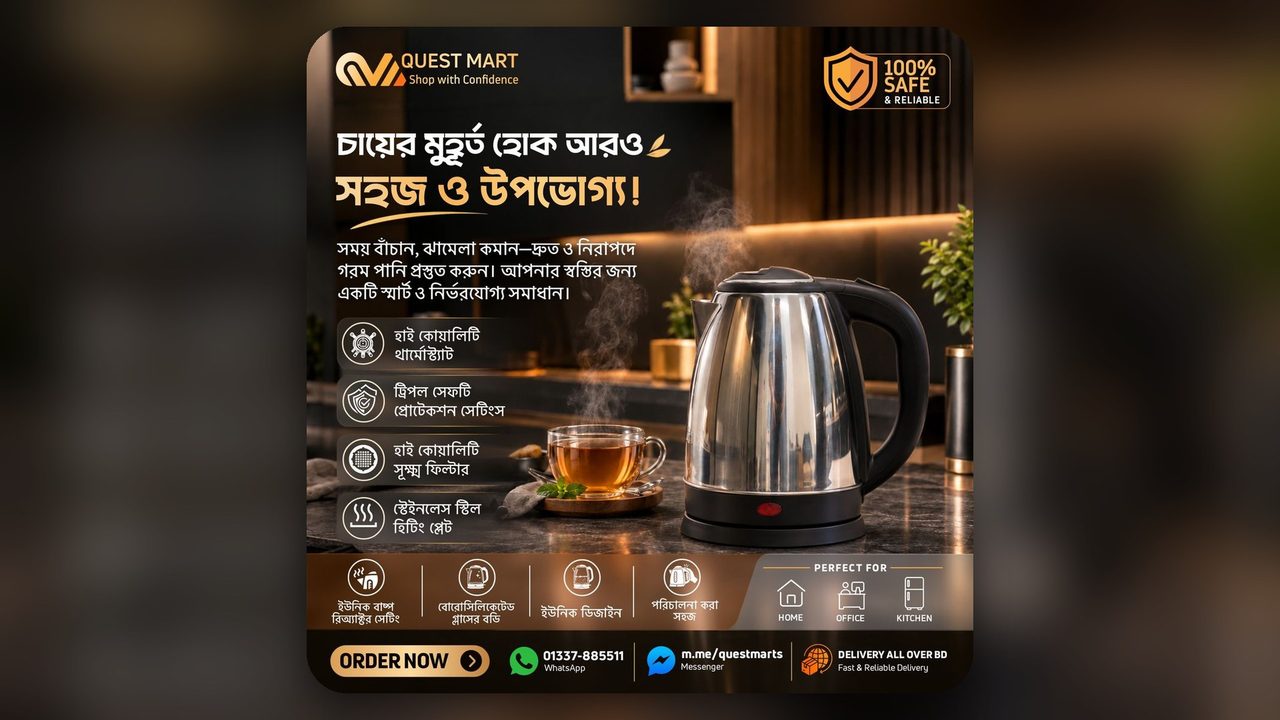 QUEST MART
Shop with Confidence
100%
SAFE
& RELIABLE
চায়ের মুহূর্ত হোক আরও
সহজ ও উপভোগ্য!
সময় বাঁচান, ঝামেলা কমান—দ্রুত ও নিরাপদে
গরম পানি প্রস্তুত করুন। আপনার স্বস্তির জন্য
একটি স্মার্ট ও নির্ভরযোগ্য সমাধান।
হাই কোয়ালিটি
থার্মোস্ট্যাট
ট্রিপল সেফটি
প্রোটেকশন সেটিংস
হাই কোয়ালিটি
সূক্ষ্ম ফিল্টার
স্টেইনলেস স্টিল
হিটিং প্লেট
ইউনিক বাষ্প
রিঅ্যাক্টর সেটিং
বোরোসিলিকেটেড
গ্লাসের বডি
ইউনিক ডিজাইন
পরিচালনা করা
সহজ
PERFECT FOR
HOME
OFFICE
KITCHEN
ORDER NOW
01337-885511
WhatsApp
m.me/questmarts
Messenger
DELIVERY ALL OVER BD
Fast & Reliable Delivery